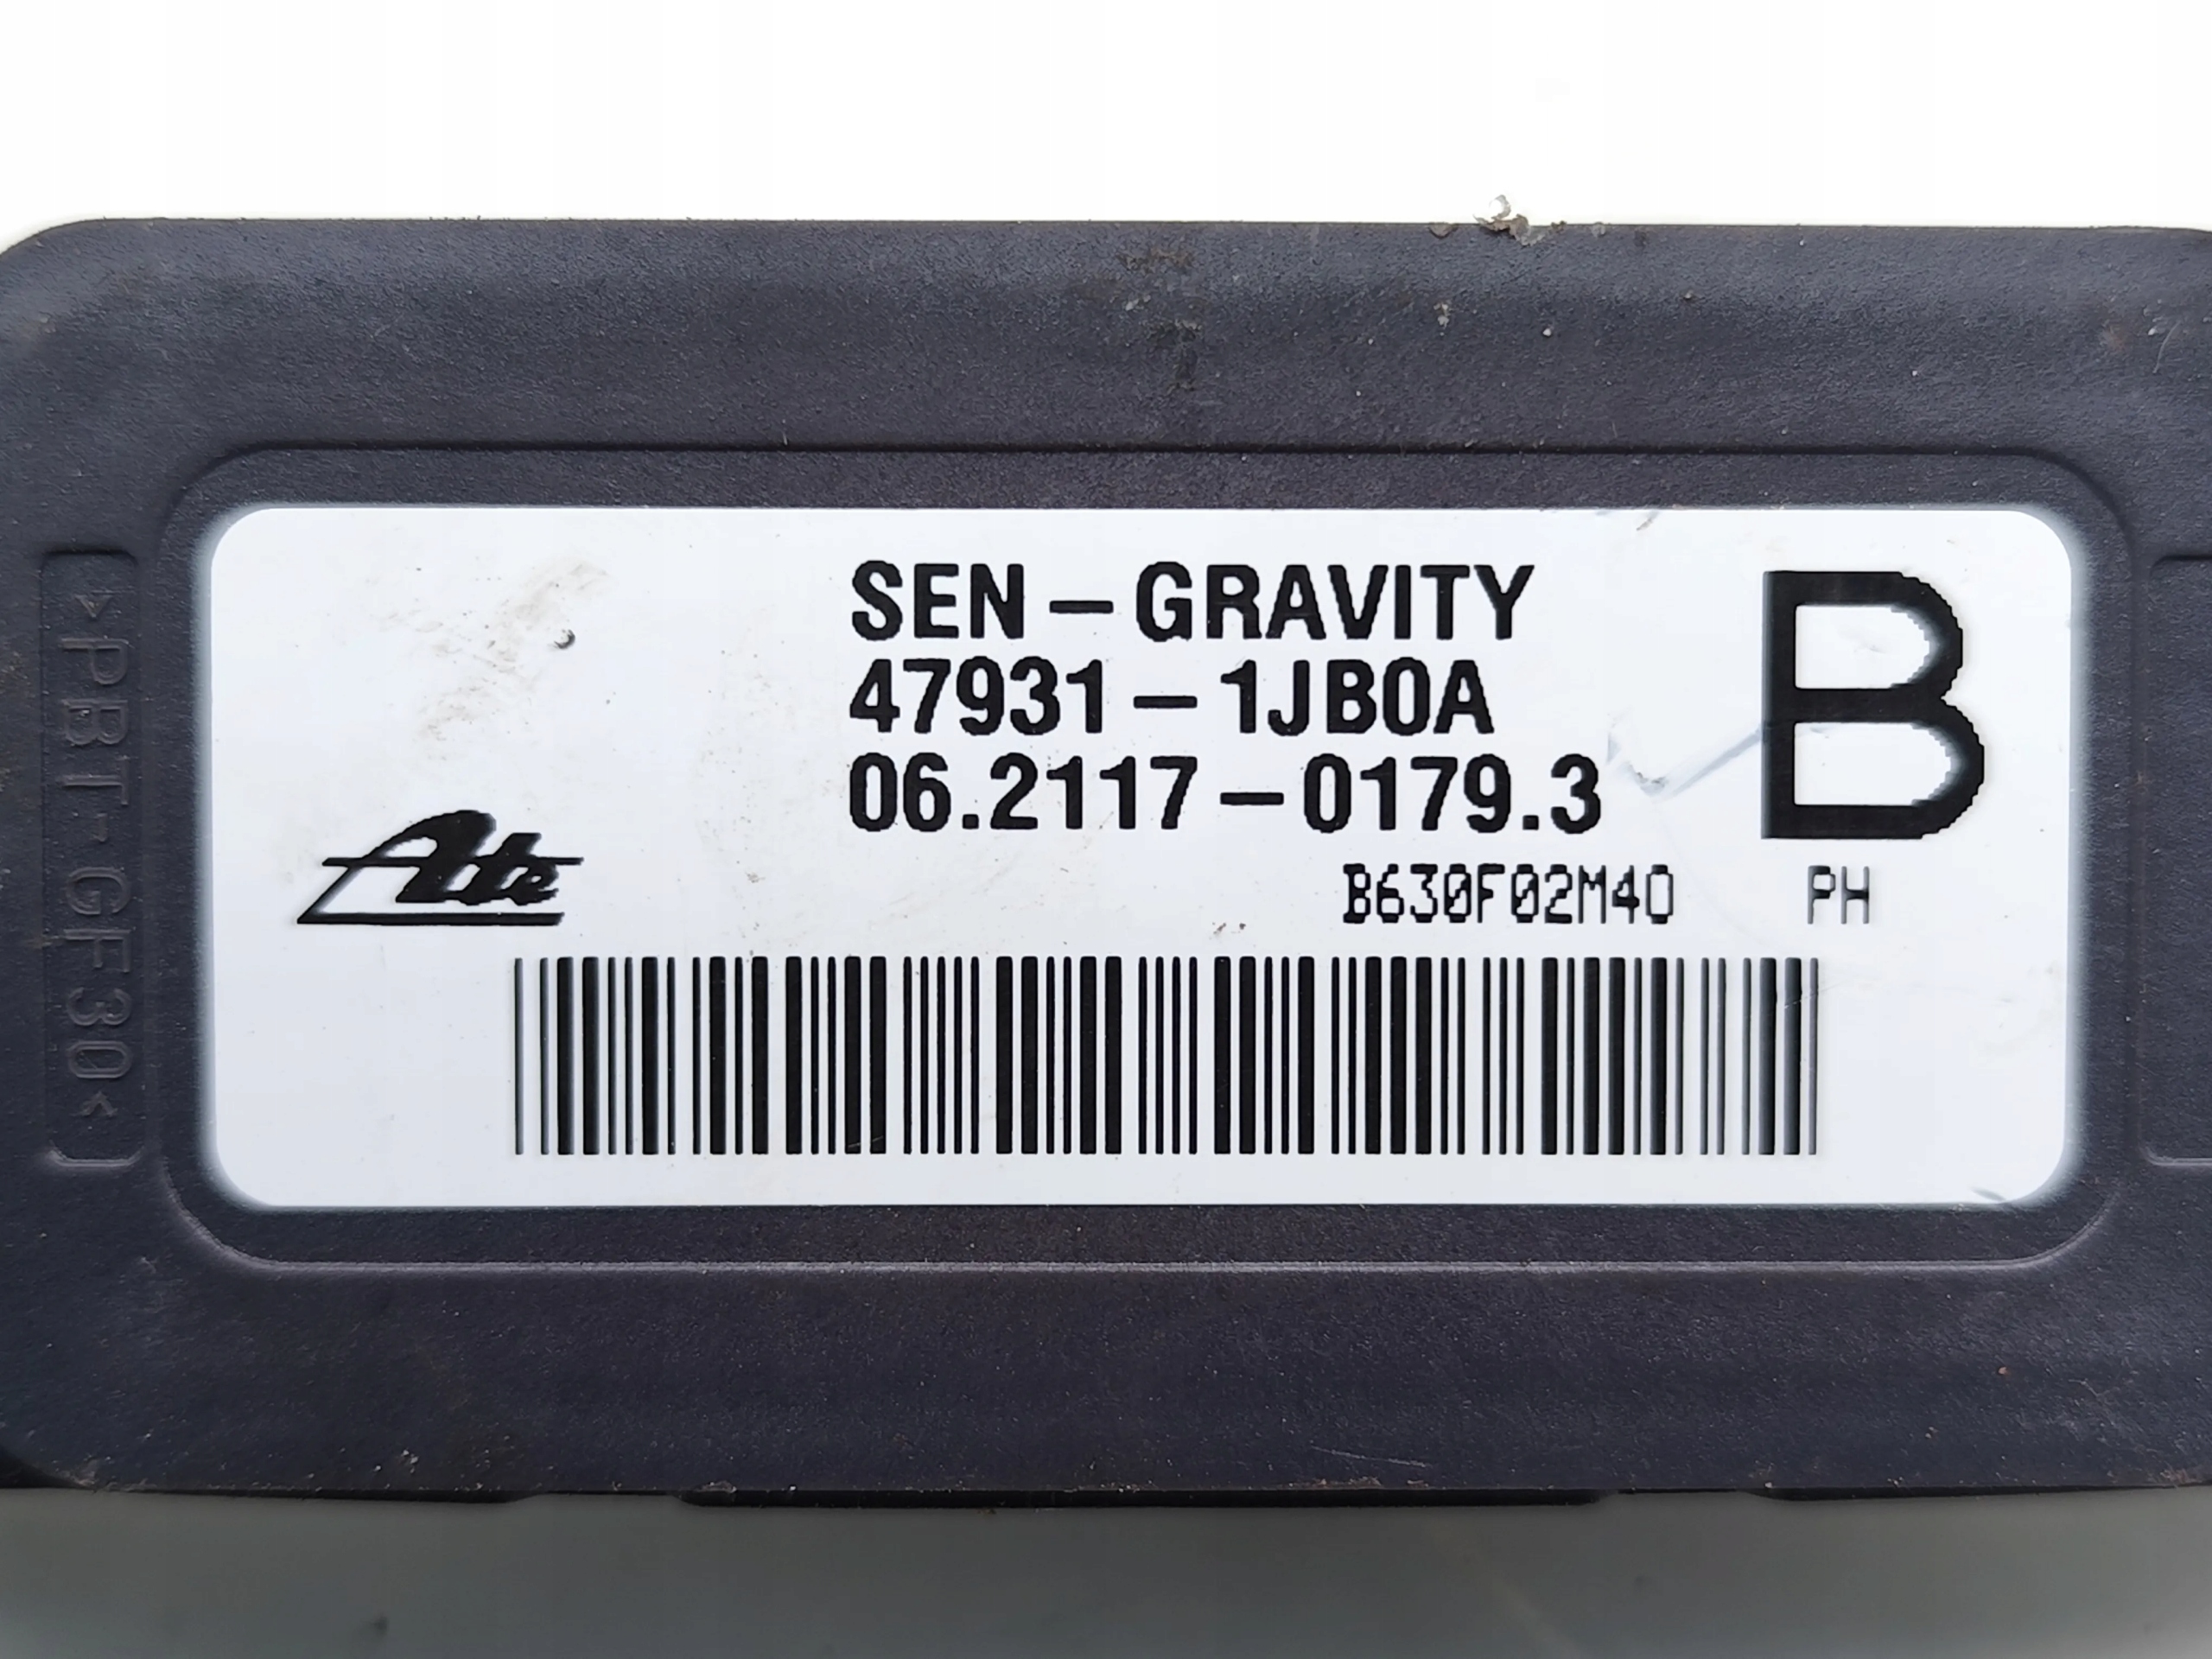 SEN-GRAVITY
47931-1JB0A
06.2117-0179.3
B
Ate
B630F02M40 PH
>PBT-GF30<